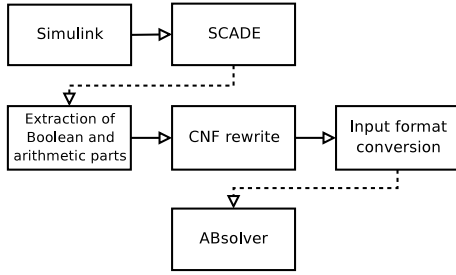 Simulink
SCADE
Extraction of
Boolean and
arithmetic parts
CNF rewrite
Input format
conversion
ABsolver